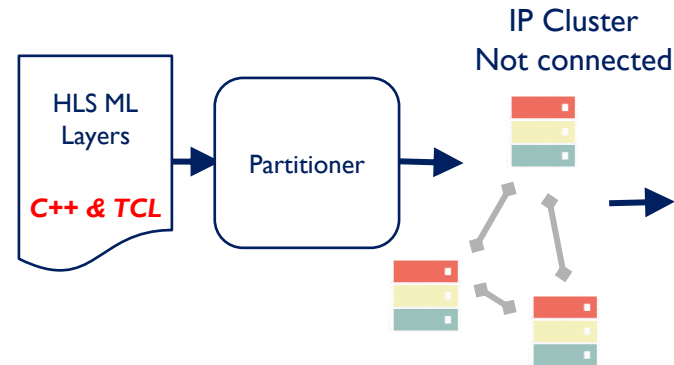 IP Cluster
Not connected
HLS ML
Layers
C++ & TCL
Partitioner